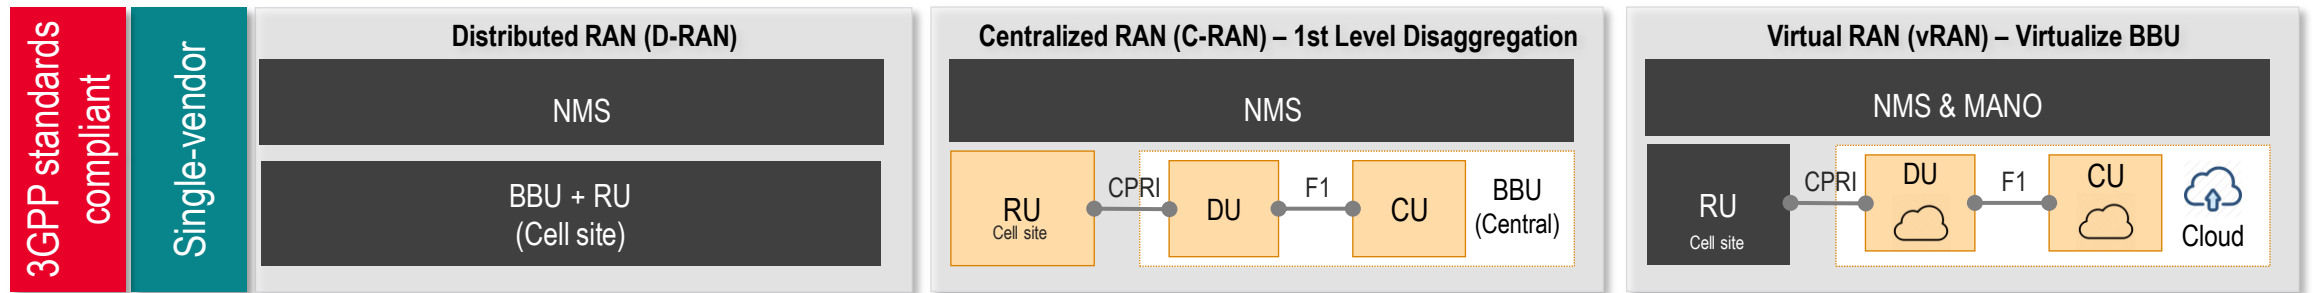 3GPP standards
compliant
Single-vendor
Distributed RAN (D-RAN)
NMS
BBU + RU
(Cell site)
Centralized RAN (C-RAN) – 1st Level Disaggregation
NMS
RU
Cell site
CPRI
DU
F1
CU
BBU
(Central)
Virtual RAN (vRAN) – Virtualize BBU
NMS & MANO
RU
Cell site
CPRI
DU
F1
CU
Cloud